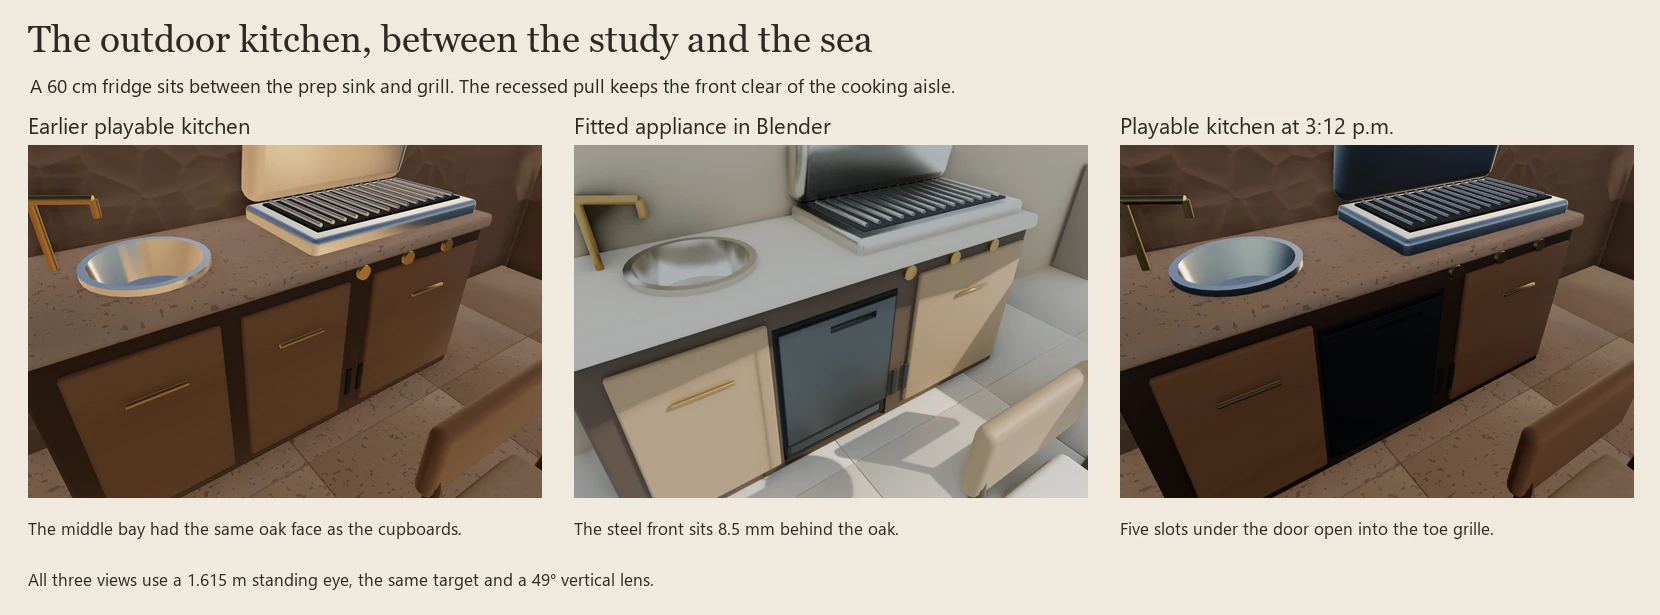 The outdoor kitchen, between the study and the sea
A 60 cm fridge sits between the prep sink and grill. The recessed pull keeps the front clear of the cooking aisle.
Earlier playable kitchen
Fitted appliance in Blender
Playable kitchen at 3:12 p.m.
The middle bay had the same oak face as the cupboards.
The steel front sits 8.5 mm behind the oak.
Five slots under the door open into the toe grille.
All three views use a 1.615 m standing eye, the same target and a 49° vertical lens.